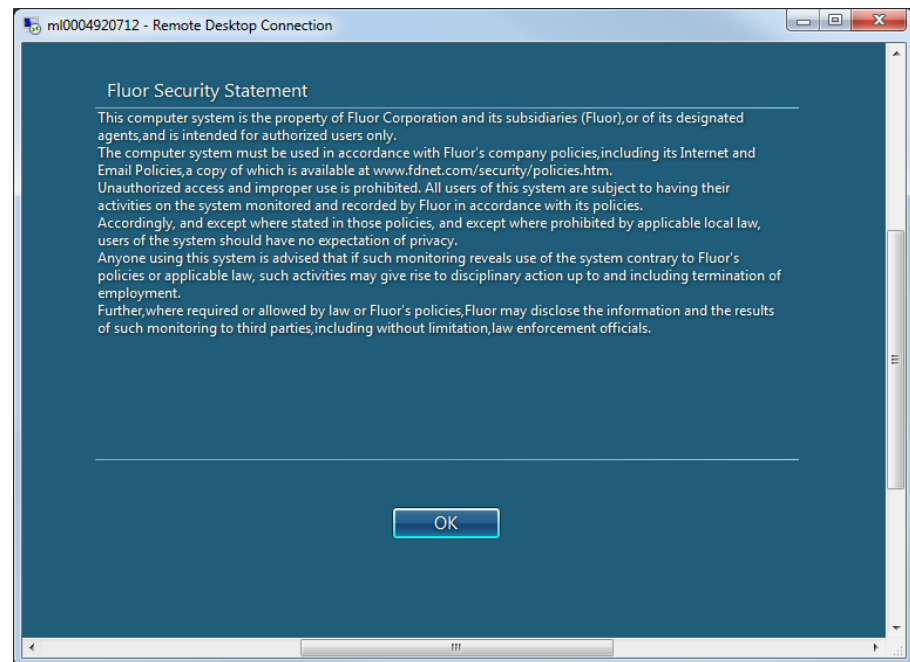 ml0004920712 - Remote Desktop Connection
Fluor Security Statement
This computer system is the property of Fluor Corporation and its subsidiaries (Fluor),or of its designated
agents,and is intended for authorized users only.
The computer system must be used in accordance with Fluor's company policies,including its Internet and
Email Policies,a copy of which is available at www.fdnet.com/security/policies.htm.
Unauthorized access and improper use is prohibited. All users of this system are subject to having their
activities on the system monitored and recorded by Fluor in accordance with its policies.
Accordingly, and except where stated in those policies, and except where prohibited by applicable local law,
users of the system should have no expectation of privacy.
Anyone using this system is advised that if such monitoring reveals use of the system contrary to Fluor's
policies or applicable law, such activities may give rise to disciplinary action up to and including termination of
employment.
Further,where required or allowed by law or Fluor's policies,Fluor may disclose the information and the results
of such monitoring to third parties,including without limitation,law enforcement officials.
OK